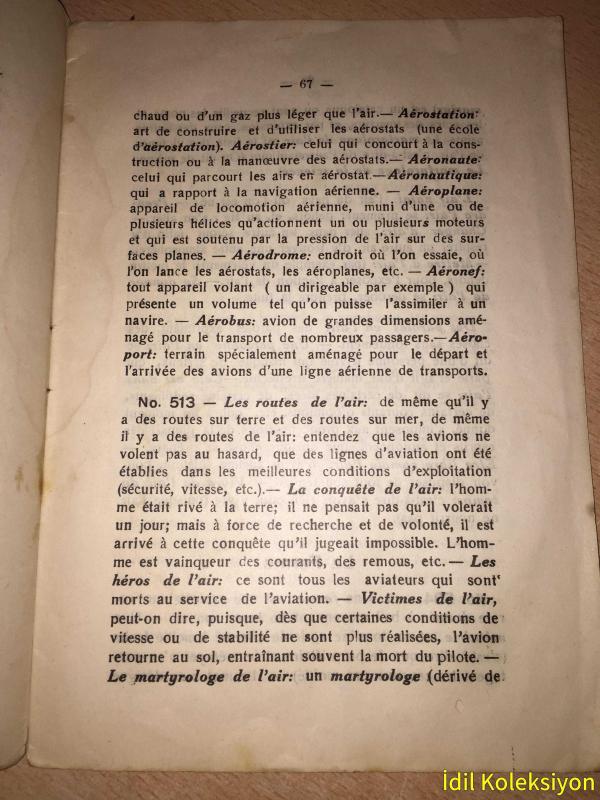 — 67 —
chaud ou d'un gaz plus léger que l'air.— Aérostation:
art de construire et d'utiliser les aérostats (une école
d'aérostation). Aérostier: celui qui concourt à la cons-
truction ou à la manœuvre des aérostats.— Aéronaute:
celui qui parcourt les airs en aérostat.—Aéronautique:
qui a rapport à la navigation aérienne. — Aéroplane:
appareil de locomotion aérienne, muni d'une ou de
plusieurs hélices qu'actionnent un ou plusieurs moteurs
et qui est soutenu par la pression de l'air sur des sur-
faces planes. — Aérodrome: endroit où l'on essaie, où
l'on lance les aérostats, les aéroplanes, etc. — Aéronef:
tout appareil volant ( un dirigeable par exemple ) qui
présente un volume tel qu'on puisse l'assimiler à un
navire. — Aérobus: avion de grandes dimensions amé-
nagé pour le transport de nombreux passagers.—Aéro-
port: terrain spécialement aménagé pour le départ et
l'arrivée des avions d'une ligne aérienne de transports.
No. 513 — Les routes de l'air: de même qu'il y
a des routes sur terre et des routes sur mer, de même
il y a des routes de l'air: entendez que les avions ne
volent pas au hasard, que des lignes d'aviation ont été
établies dans les meilleures conditions d'exploitation
(sécurité, vitesse, etc.).— La conquête de l'air: l'hom-
me était rivé à la terre; il ne pensait pas qu'il volerait
un jour; mais à force de recherche et de volonté, il est
arrivé à cette conquête qu'il jugeait impossible. L'hom-
me est vainqueur des courants, des remous, etc.— Les
héros de l'air: ce sont tous les aviateurs qui sont
morts au service de l'aviation. — Victimes de l'air,
peut-on dire, puisque, dès que certaines conditions de
vitesse ou de stabilité ne sont plus réalisées, l'avion
retourne au sol, entraînant souvent la mort du pilote. —
Le martyrologe de l'air: un martyrologe (dérivé de
İdil Koleksiyon